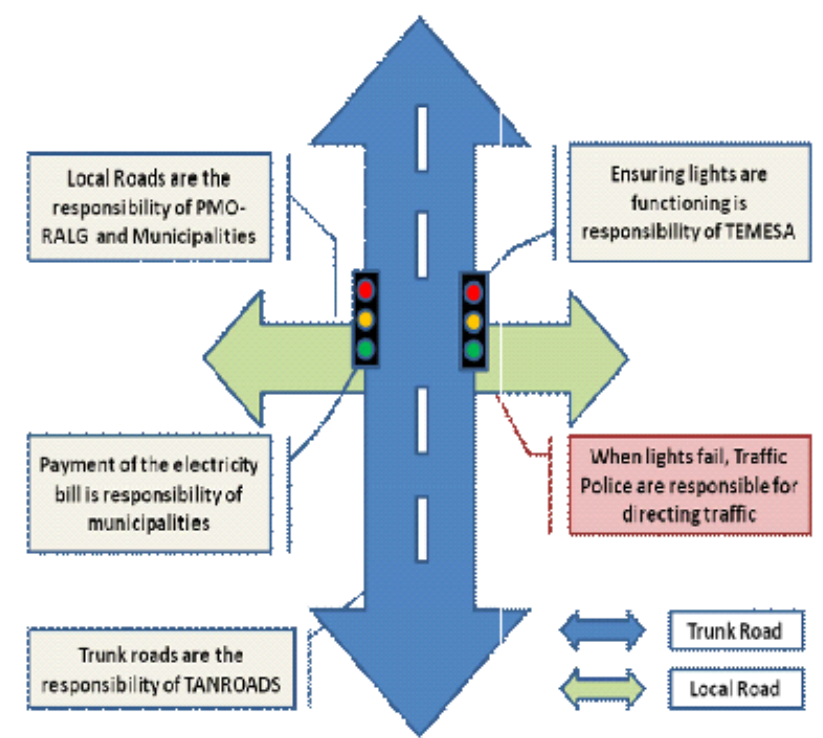 Local Roads are the
responsibility of PMO-
RALG and Municipalities
Ensuring lights are
functioning is
responsibility of TEMESA
Payment of the electricity
bill is responsibility of
municipalities
When lights fail, Traffic
Police are responsible for
directing traffic
Trunk roads are the
responsibility of TANROADS
Trunk Road
Local Road